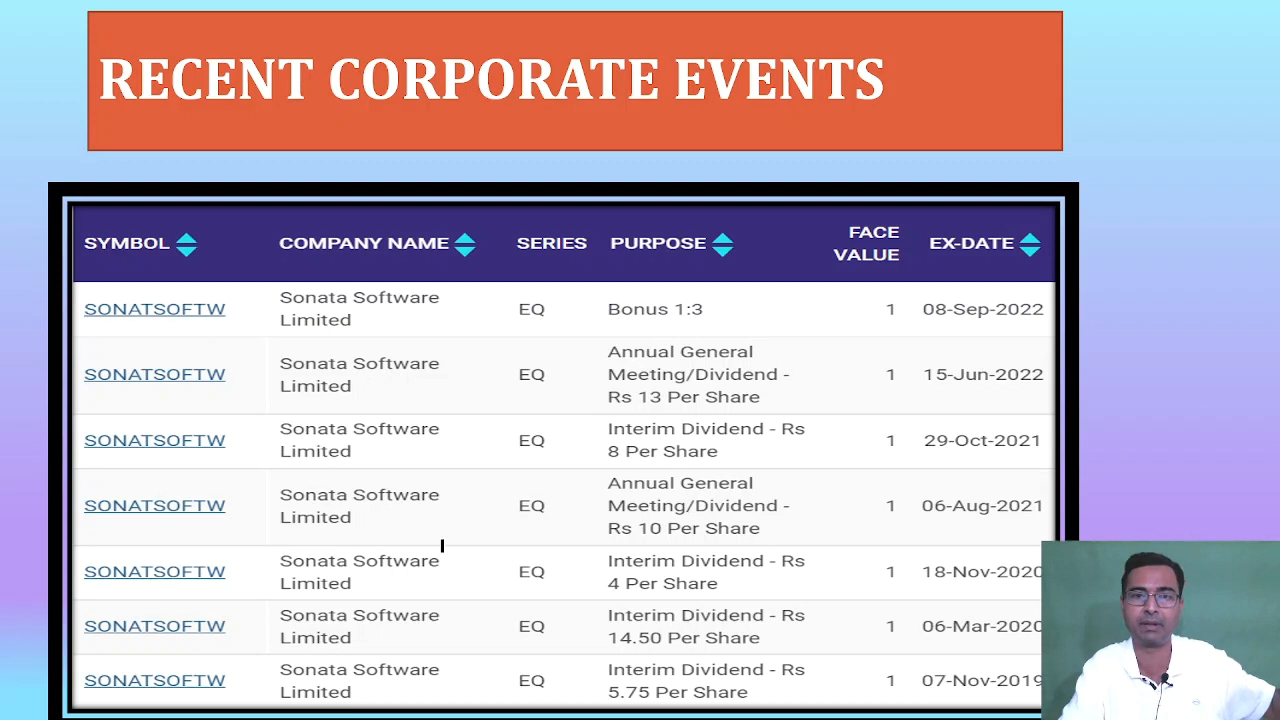 RECENT CORPORATE EVENTS
SYMBOL COMPANY NAME SERIES PURPOSE FACE VALUE EX-DATE
SONATSOFTW Sonata Software Limited EQ Bonus 1:3 1 08-Sep-2022
SONATSOFTW Sonata Software Limited EQ Annual General Meeting/Dividend - Rs 13 Per Share 1 15-Jun-2022
SONATSOFTW Sonata Software Limited EQ Interim Dividend - Rs 8 Per Share 1 29-Oct-2021
SONATSOFTW Sonata Software Limited EQ Annual General Meeting/Dividend - Rs 10 Per Share 1 06-Aug-2021
SONATSOFTW Sonata Software Limited EQ Interim Dividend - Rs 4 Per Share 1 18-Nov-2020
SONATSOFTW Sonata Software Limited EQ Interim Dividend - Rs 14.50 Per Share 1 06-Mar-2020
SONATSOFTW Sonata Software Limited EQ Interim Dividend - Rs 5.75 Per Share 1 07-Nov-2019